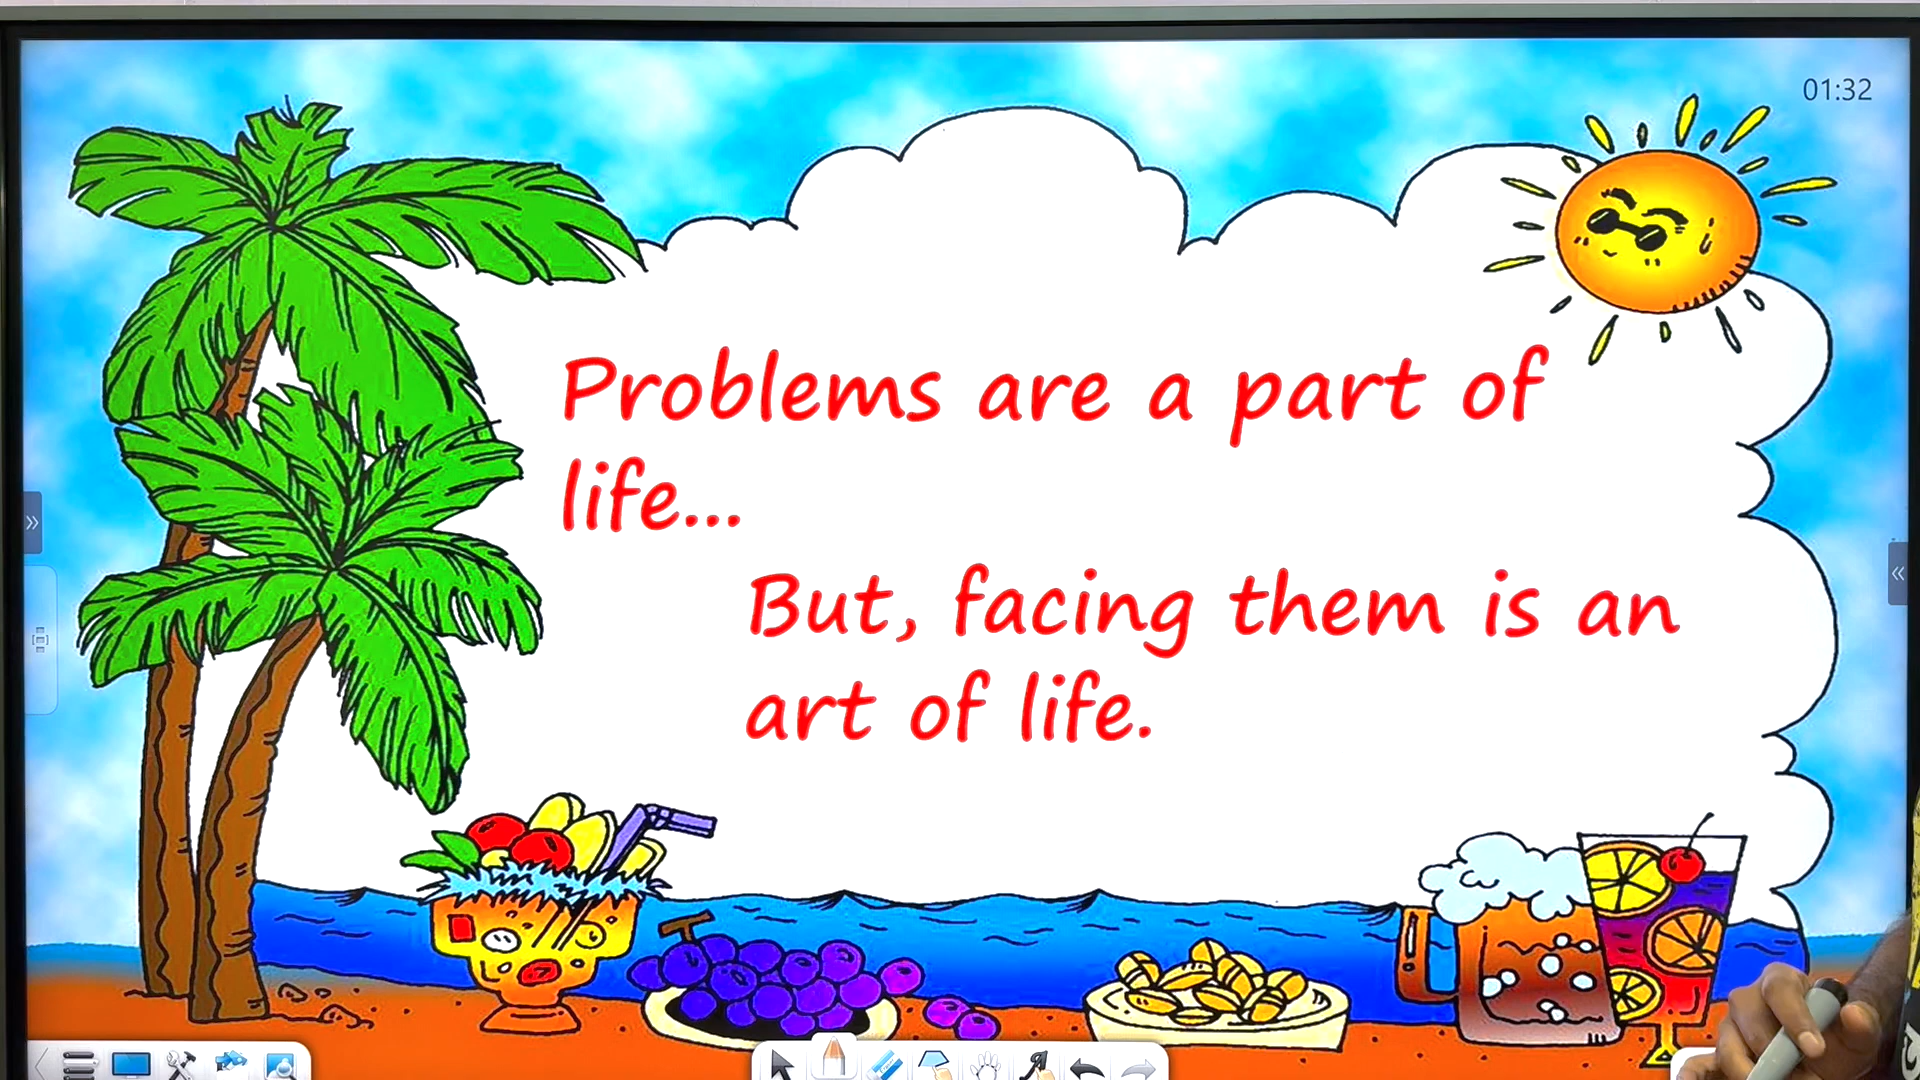 01:32
Problems are a part of
life...
But, facing them is an
art of life.